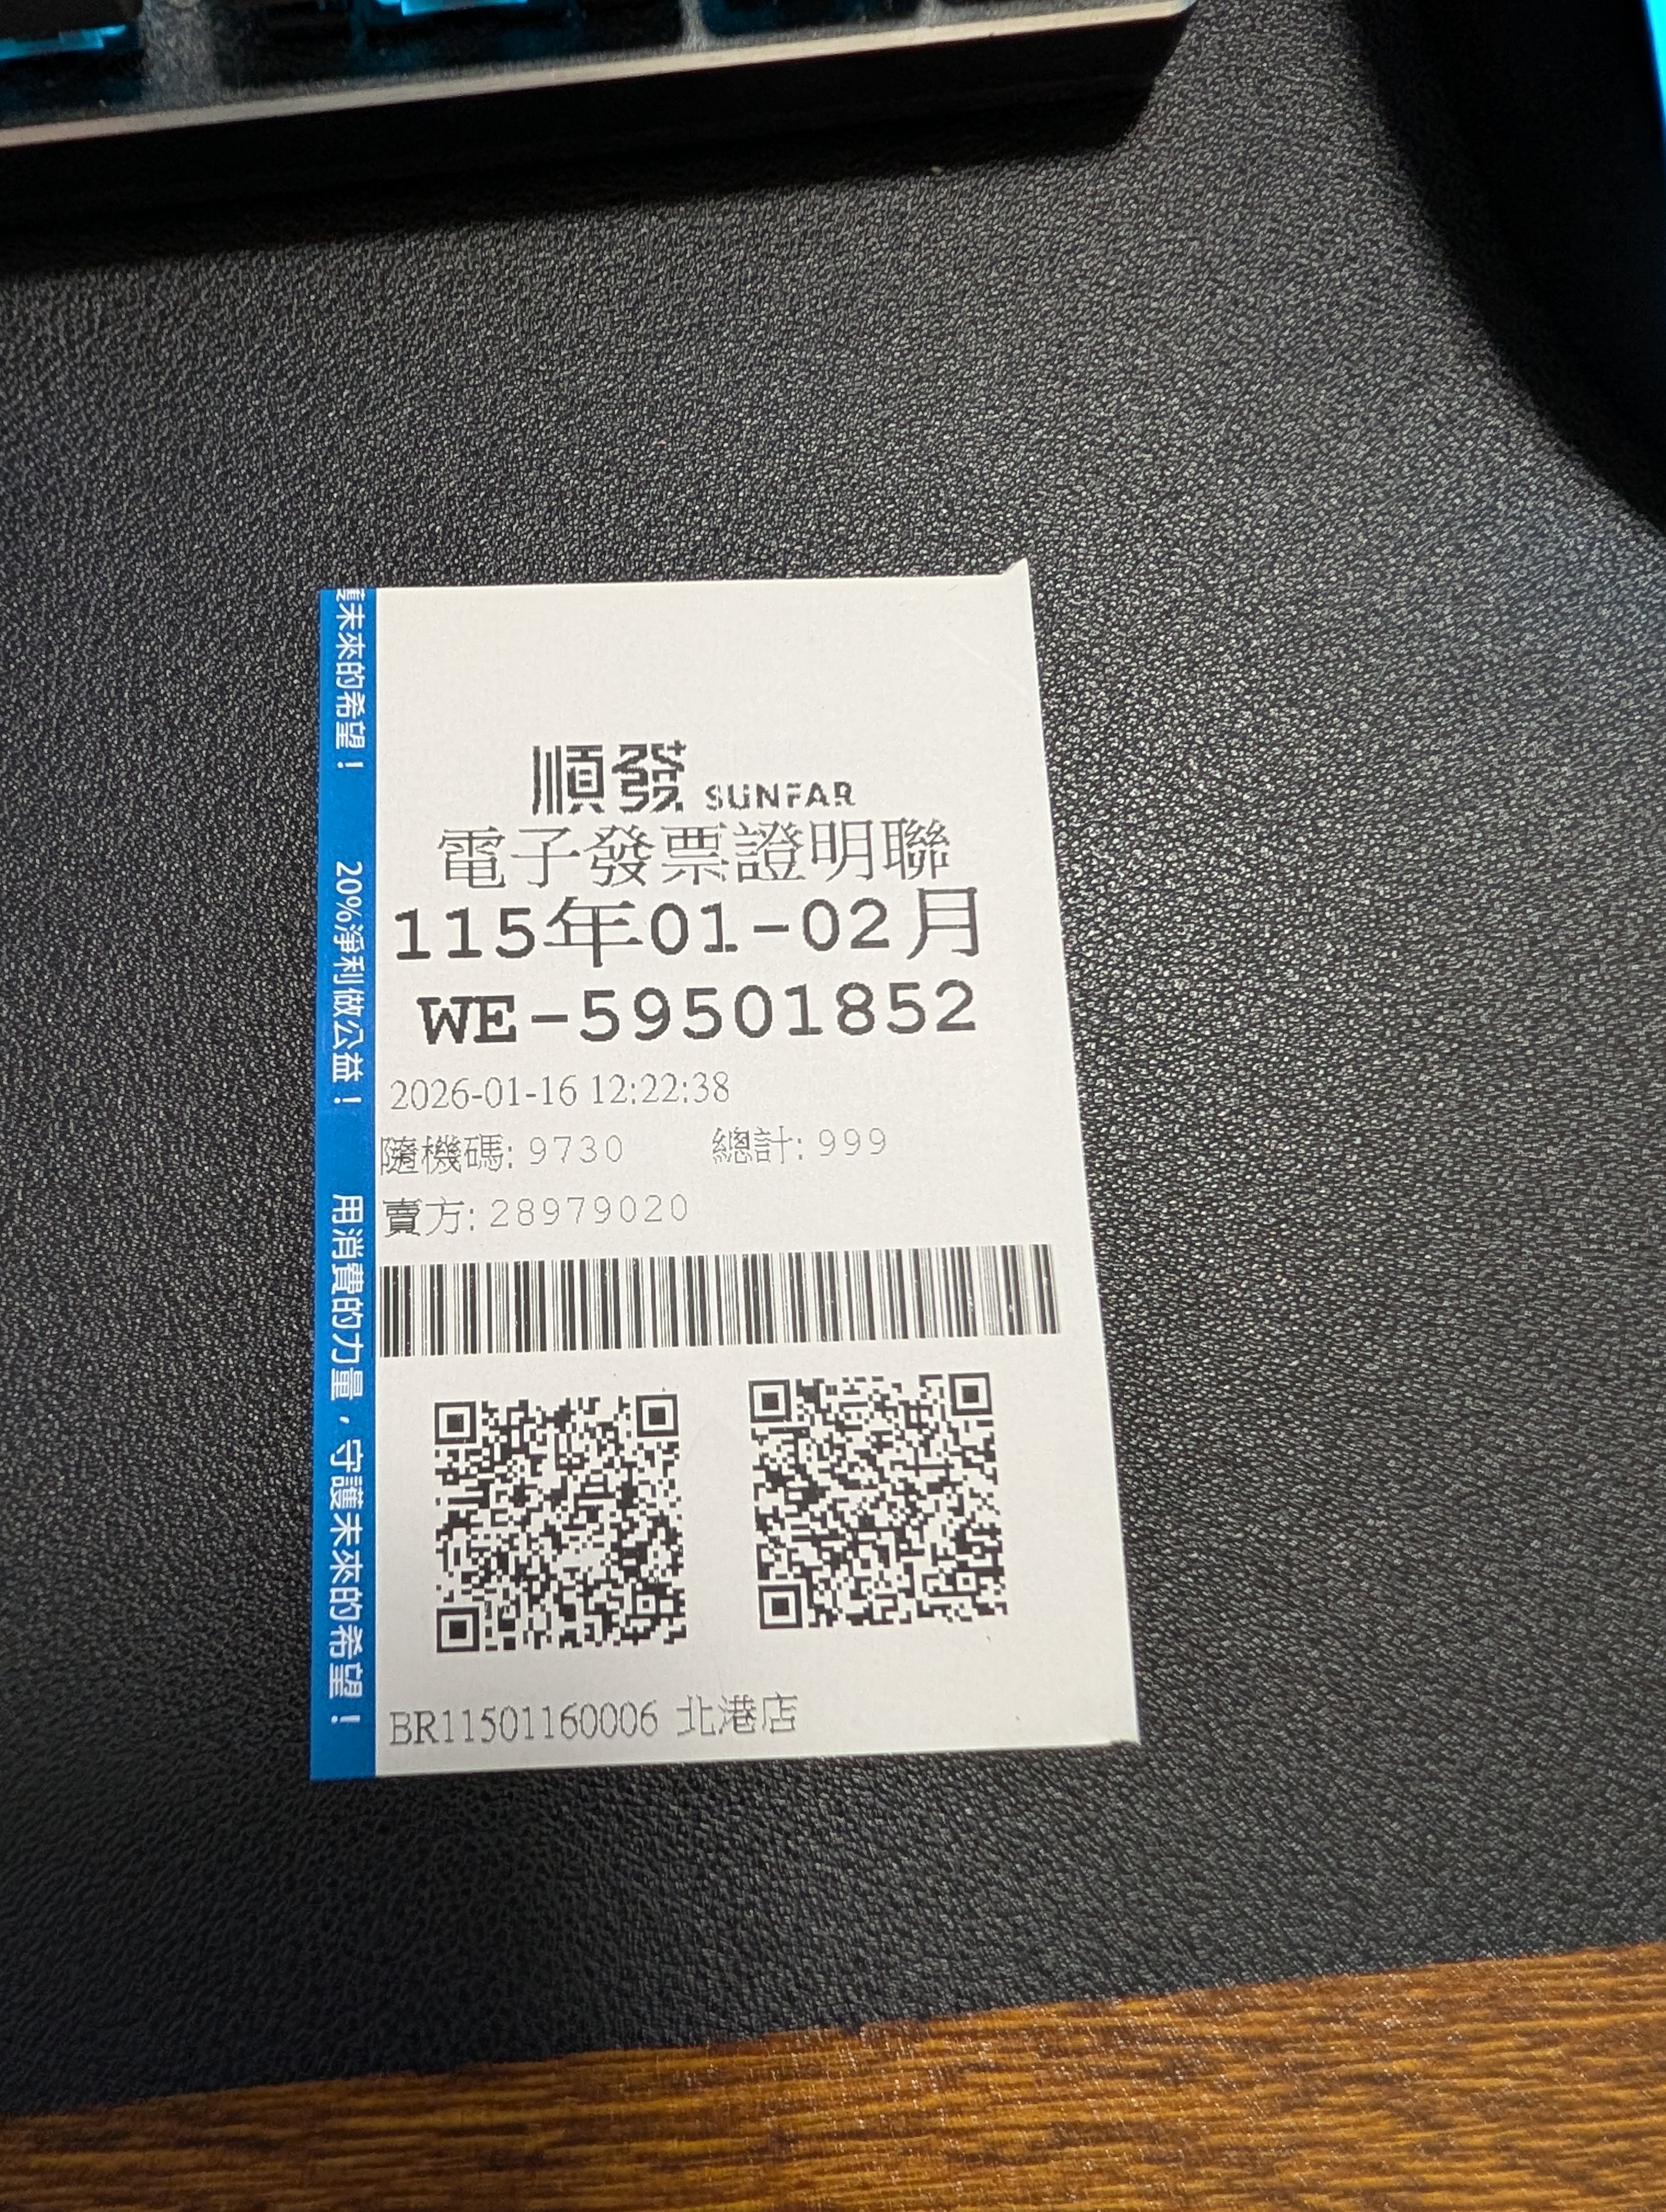 順發 SUNFAR
電子發票證明聯
115年01-02月
WE-59501852
2026-01-16 12:22:38
隨機碼: 9730 總計: 999
賣方: 28979020
BR11501160006 北港店
護未來的希望！ 20%淨利做公益！ 用消費的力量，守護未來的希望！